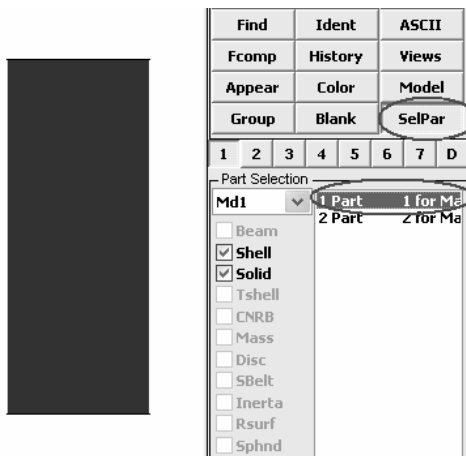 Find Ident ASCII
Fcomp History Views
Appear Color Model
Group Blank SelPar
1 2 3 4 5 6 7 D
Part Selection
Md1
1 Part 1 for Ma
2 Part 2 for Ma
Beam
Shell
Solid
Tshell
CNRB
Mass
Disc
SBelt
Inerta
Rsurf
Sphnd